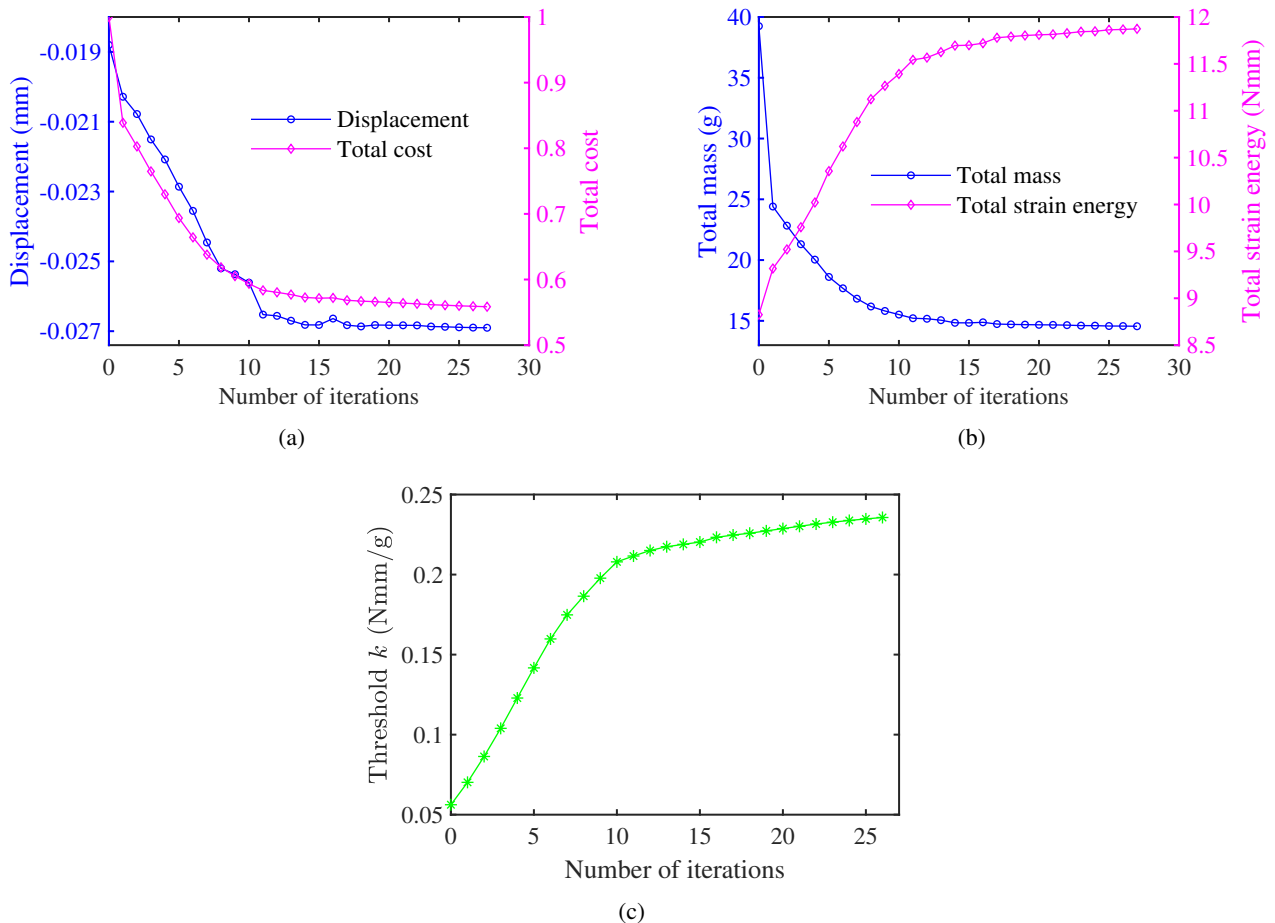 -0.019
-0.021
-0.023
-0.025
-0.027
Displacement (mm)
1
0.9
0.8
0.7
0.6
0.5
Total cost
Displacement
Total cost
0 5 10 15 20 25 30
Number of iterations
(a)
40
35
30
25
20
15
Total mass (g)
12
11.5
11
10.5
10
9.5
9
8.5
Total strain energy (Nmm)
Total mass
Total strain energy
0 5 10 15 20 25 30
Number of iterations
(b)
0.25
0.2
0.15
0.1
0.05
Threshold k (Nmm/g)
0 5 10 15 20 25
Number of iterations
(c)